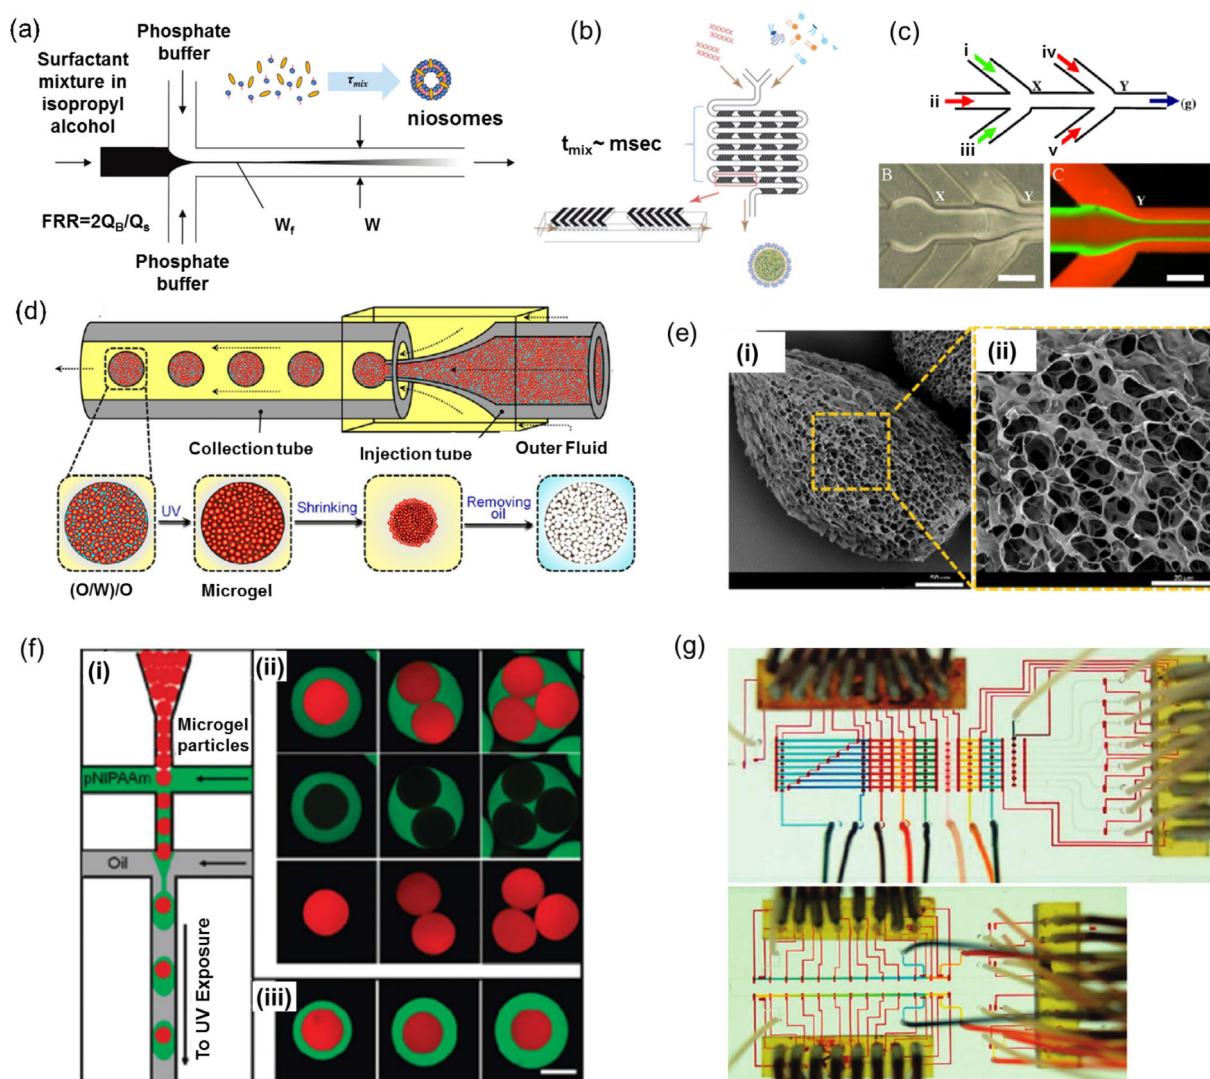 (a)
Phosphate
buffer
Surfactant
mixture in
isopropyl
alcohol
τmix
niosomes
FRR=2QB/Qs
Wf
W
Phosphate
buffer
(b)
tmix~ msec
(c)
i
iv
X
Y
ii
(g)
iii
v
B
X
Y
C
Y
(d)
Collection tube
Injection tube
Outer Fluid
UV
Shrinking
Removing
oil
(O/W)/O
Microgel
(e)
(i)
(ii)
20 µm
(f)
(i)
Microgel
particles
pNIPAAm
Oil
To UV Exposure
(ii)
(iii)
(g)